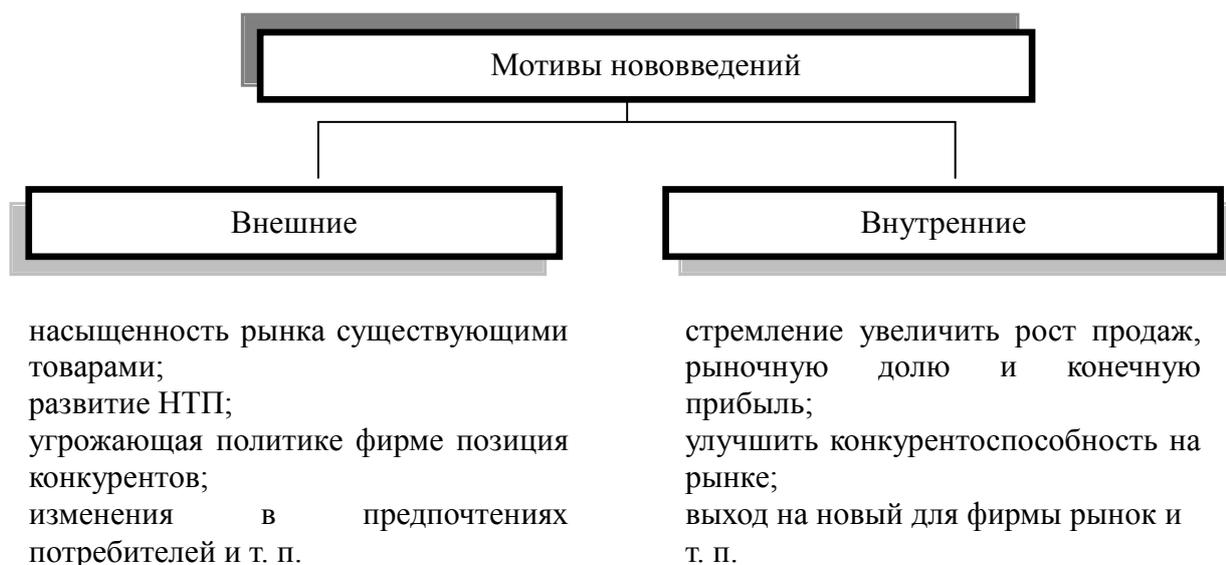 Мотивы нововведений
Внешние
насыщенность рынка существующими
товарами;
развитие НТП;
угрожающая политике фирме позиция
конкурентов;
изменения в предпочтениях
потребителей и т. п.
Внутренние
стремление увеличить рост продаж,
рыночную долю и конечную
прибыль;
улучшить конкурентоспособность на
рынке;
выход на новый для фирмы рынок и
т. п.